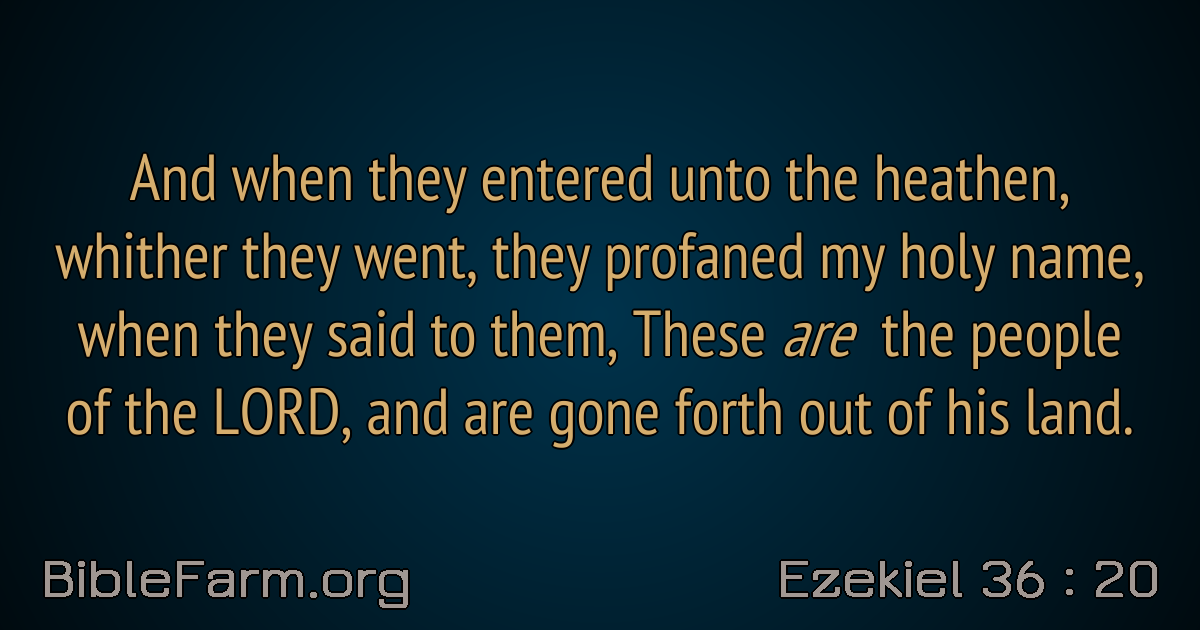 And when they entered unto the heathen,
whither they went, they profaned my holy name,
when they said to them, These are the people
of the LORD, and are gone forth out of his land.
BibleFarm.org
Ezekiel 36 : 20